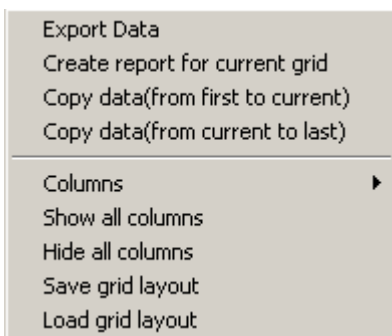 Export Data
Create report for current grid
Copy data(from first to current)
Copy data(from current to last)
Columns
Show all columns
Hide all columns
Save grid layout
Load grid layout